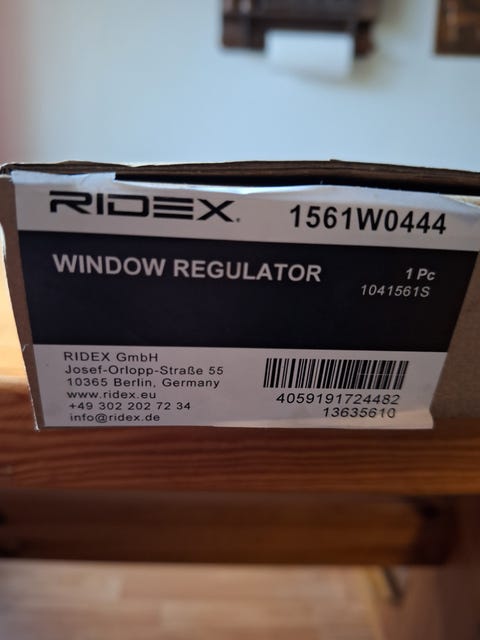 RIDEX. 1561W0444
WINDOW REGULATOR
1 Pc
1041561S
RIDEX GmbH
Josef-Orlopp-Straße 55
10365 Berlin, Germany
www.ridex.eu
+49 302 202 72 34
info@ridex.de
4059191724482
13635610